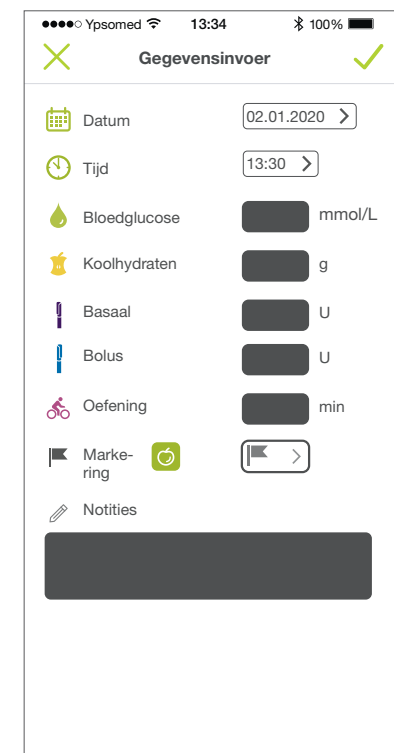 Ypsomed 13:34 100%
Gegevensinvoer
Datum 02.01.2020
Tijd 13:30
Bloedglucose mmol/L
Koolhydraten g
Basaal U
Bolus U
Oefening min
Marke-
ring
Notities